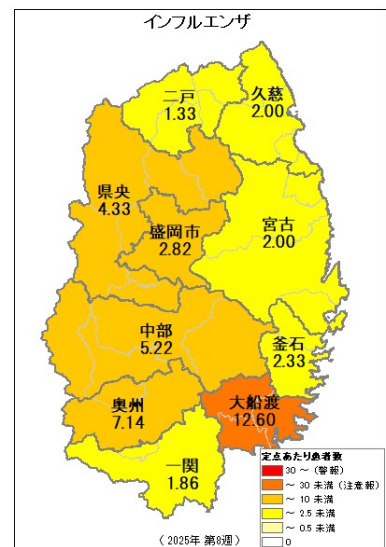 インフルエンザ
二戸
1.33
久慈
2.00
県央
4.33
盛岡市
2.82
宮古
2.00
中部
5.22
釜石
2.33
奥州
7.14
大船渡
12.60
一関
1.86
定点あたり患者数
30 ~ (警報)
~ 30 未満 (注意報)
~ 10 未満
~ 2.5 未満
~ 0.5 未満
0
(2025年 第8週)